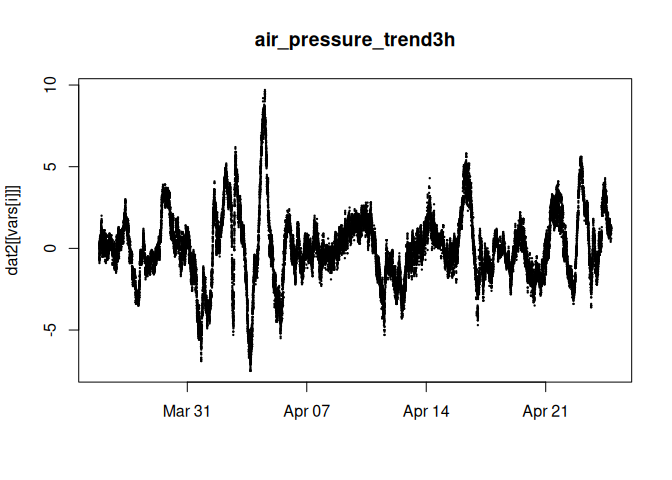 air_pressure_trend3h
dat2[[vars[i]]]
10
5
0
-5
Mar 31
Apr 07
Apr 14
Apr 21